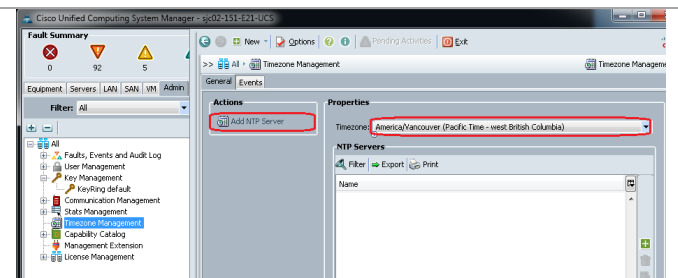 Cisco Unified Computing System Manager - sjc02-151-E21-UCS
Fault Summary
0 92 5
Equipment Servers LAN SAN VM Admin
Filter: All
All
Faults, Events and Audit Log
User Management
Key Management
KeyRing default
Communication Management
Stats Management
Timezone Management
Capability Catalog
Management Extension
License Management
New Options Pending Activities Exit
>> All Timezone Management Timezone Manageme
General Events
Actions
Add NTP Server
Properties
Timezone: America/Vancouver (Pacific Time - west British Columbia)
NTP Servers
Filter Export Print
Name